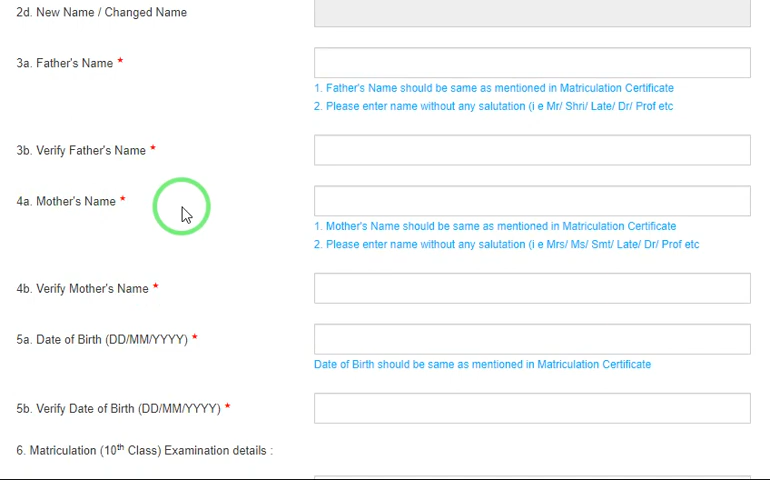 2d. New Name / Changed Name
3a. Father's Name *
1. Father's Name should be same as mentioned in Matriculation Certificate
2. Please enter name without any salutation (i e Mr/ Shri/ Late/ Dr/ Prof etc
3b. Verify Father's Name *
4a. Mother's Name *
1. Mother's Name should be same as mentioned in Matriculation Certificate
2. Please enter name without any salutation (i e Mrs/ Ms/ Smt/ Late/ Dr/ Prof etc
4b. Verify Mother's Name *
5a. Date of Birth (DD/MM/YYYY) *
Date of Birth should be same as mentioned in Matriculation Certificate
5b. Verify Date of Birth (DD/MM/YYYY) *
6. Matriculation (10th Class) Examination details :